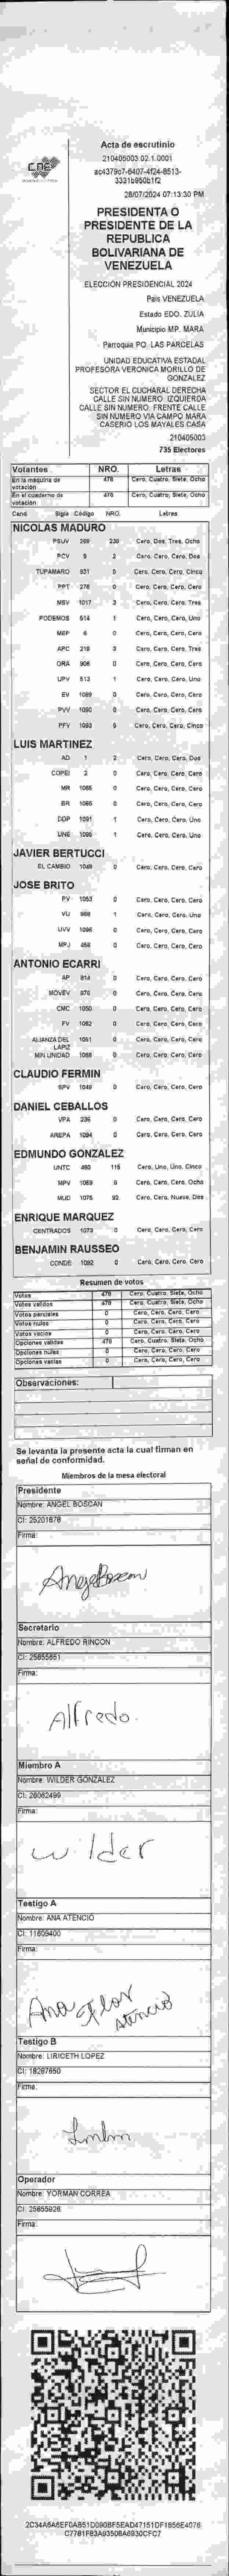 Acta de escrutinio
210405003.02.1.0001
ac4379c7-6407-4f24-8513-
3331b950b1f2
28/07/2024 07:13:30 PM
CNE
PRESIDENTA O
PRESIDENTE DE LA
REPUBLICA
BOLIVARIANA DE
VENEZUELA
ELECCIÓN PRESIDENCIAL 2024
País VENEZUELA
Estado EDO. ZULIA
Municipio MP. MARA
Parroquia PQ. LAS PARCELAS
UNIDAD EDUCATIVA ESTADAL
PROFESORA VERONICA MORILLO DE
GONZALEZ
SECTOR EL CUCHARAL DERECHA
CALLE SIN NUMERO. IZQUIERDA
CALLE SIN NUMERO. FRENTE CALLE
SIN NUMERO VIA CAMPO MARA
CASERIO LOS MAYALES CASA
210405003
735 Electores
Votantes NRO. Letras
En la maquina de votación 478 Cero, Cuatro, Siete, Ocho
En el cuaderno de votación 478 Cero, Cuatro, Siete, Ocho
Cand Sigla Código NRO. Letras
NICOLAS MADURO
PSUV 269 238 Cero, Dos, Tres, Ocho
PCV 9 2 Cero, Cero, Cero, Dos
TUPAMARO 931 5 Cero, Cero, Cero, Cinco
PPT 276 0 Cero, Cero, Cero, Cero
MSV 1017 3 Cero, Cero, Cero, Tres
PODEMOS 514 1 Cero, Cero, Cero, Uno
MEP 6 0 Cero, Cero, Cero, Cero
APC 219 3 Cero, Cero, Cero, Tres
ORA 906 0 Cero, Cero, Cero, Cero
UPV 513 1 Cero, Cero, Cero, Uno
EV 1089 0 Cero, Cero, Cero, Cero
PVV 1090 0 Cero, Cero, Cero, Cero
PFV 1093 5 Cero, Cero, Cero, Cinco
LUIS MARTINEZ
AD 1 2 Cero, Cero, Cero, Dos
COPEI 2 0 Cero, Cero, Cero, Cero
MR 1065 0 Cero, Cero, Cero, Cero
BR 1066 0 Cero, Cero, Cero, Cero
DDP 1091 1 Cero, Cero, Cero, Uno
UNE 1096 1 Cero, Cero, Cero, Uno
JAVIER BERTUCCI
EL CAMBIO 1048 0 Cero, Cero, Cero, Cero
JOSE BRITO
PV 1053 0 Cero, Cero, Cero, Cero
VU 868 1 Cero, Cero, Cero, Uno
UVV 1095 0 Cero, Cero, Cero, Cero
MPJ 458 0 Cero, Cero, Cero, Cero
ANTONIO ECARRI
AP 814 0 Cero, Cero, Cero, Cero
MOVEV 970 0 Cero, Cero, Cero, Cero
CMC 1050 0 Cero, Cero, Cero, Cero
FV 1082 0 Cero, Cero, Cero, Cero
ALIANZA DEL LAPIZ 1051 0 Cero, Cero, Cero, Cero
MIN UNIDAD 1088 0 Cero, Cero, Cero, Cero
CLAUDIO FERMIN
SPV 1049 0 Cero, Cero, Cero, Cero
DANIEL CEBALLOS
VPA 236 0 Cero, Cero, Cero, Cero
AREPA 1094 0 Cero, Cero, Cero, Cero
EDMUNDO GONZALEZ
UNTC 460 115 Cero, Uno, Uno, Cinco
MPV 1069 8 Cero, Cero, Cero, Ocho
MUD 1075 92 Cero, Cero, Nueve, Dos
ENRIQUE MARQUEZ
CENTRADOS 1073 0 Cero, Cero, Cero, Cero
BENJAMIN RAUSSEO
CONDE 1092 0 Cero, Cero, Cero, Cero
Resumen de votos
Votos 478 Cero, Cuatro, Siete, Ocho
Votos validos 478 Cero, Cuatro, Siete, Ocho
Votos parciales 0 Cero, Cero, Cero, Cero
Votos nulos 0 Cero, Cero, Cero, Cero
Votos vacios 0 Cero, Cero, Cero, Cero
Opciones validas 478 Cero, Cuatro, Siete, Ocho
Opciones nulas 0 Cero, Cero, Cero, Cero
Opciones vacias 0 Cero, Cero, Cero, Cero
Observaciones:
Se levanta la presente acta la cual firman en
señal de conformidad.
Miembros de la mesa electoral
Presidente
Nombre: ANGEL BOSCAN
CI: 25201878
Firma:
Angel Boscan
Secretario
Nombre: ALFREDO RINCON
CI: 25855851
Firma:
Alfredo.
Miembro A
Nombre: WILDER GONZALEZ
CI: 26062499
Firma:
wilder
Testigo A
Nombre: ANA ATENCIO
CI: 11609400
Firma:
Ana Flor
Atencio
Testigo B
Nombre: LIRICETH LOPEZ
CI: 18287650
Firma:
Operador
Nombre: YORMAN CORREA
CI: 25855926
Firma:
2C34A6A6EF0AB51D090BF5EAD47151DF1856E4076
C7781F83A9350BA6930CFC7